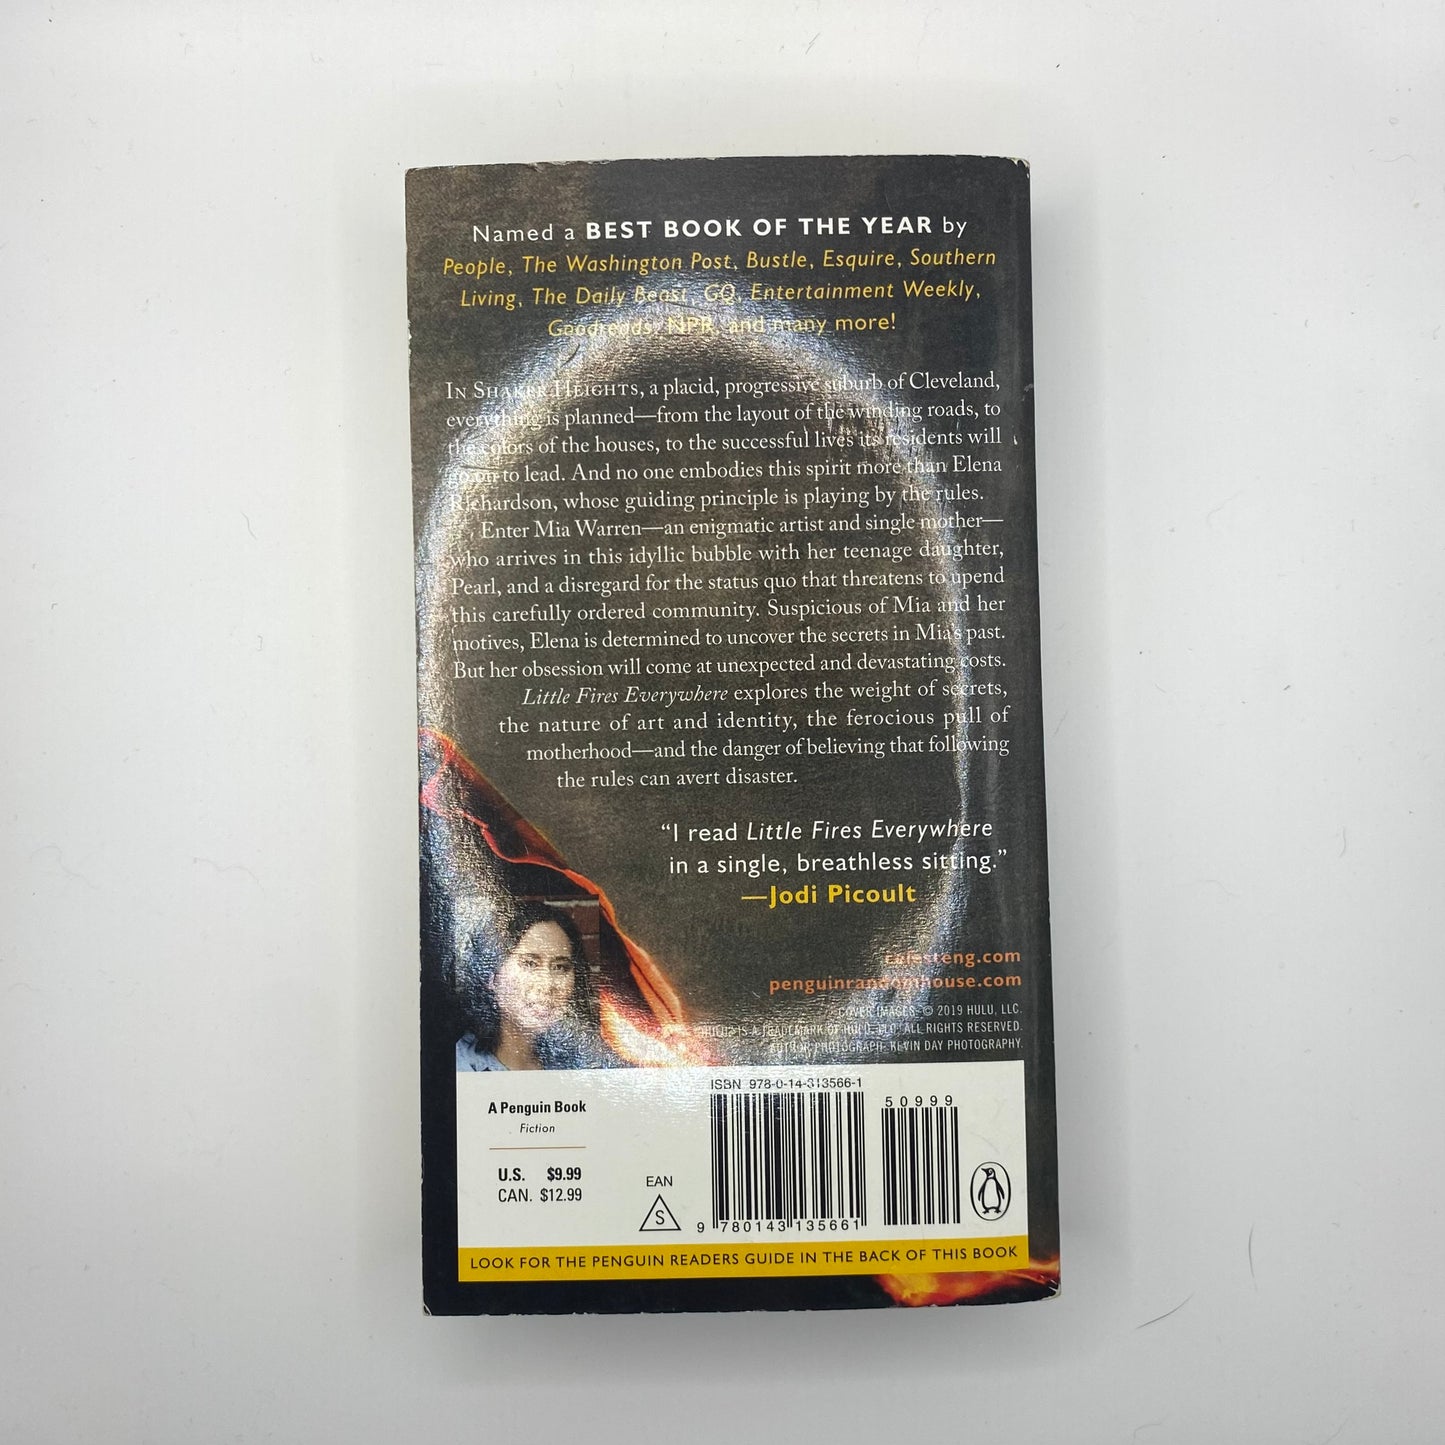 Named a BEST BOOK OF THE YEAR by
People, The Washington Post, Bustle, Esquire, Southern
Living, The Daily Beast, GQ, Entertainment Weekly,
Goodreads, NPR, and many more!
IN SHAKER HEIGHTS, a placid, progressive suburb of Cleveland,
everything is planned—from the layout of the winding roads, to
the colors of the houses, to the successful lives its residents will
go on to lead. And no one embodies this spirit more than Elena
Richardson, whose guiding principle is playing by the rules.
Enter Mia Warren—an enigmatic artist and single mother—
who arrives in this idyllic bubble with her teenage daughter,
Pearl, and a disregard for the status quo that threatens to upend
this carefully ordered community. Suspicious of Mia and her
motives, Elena is determined to uncover the secrets in Mia's past.
But her obsession will come at unexpected and devastating costs.
Little Fires Everywhere explores the weight of secrets,
the nature of art and identity, the ferocious pull of
motherhood—and the danger of believing that following
the rules can avert disaster.
“I read Little Fires Everywhere
in a single, breathless sitting.”
—Jodi Picoult
celesteng.com
penguinrandomhouse.com
COVER IMAGES: © 2019 HULU, LLC.
HULU IS A TRADEMARK OF HULU, LLC. ALL RIGHTS RESERVED.
AUTHOR PHOTOGRAPH: KEVIN DAY PHOTOGRAPHY.
A Penguin Book
Fiction
U.S. $9.99
CAN. $12.99
EAN
S
ISBN 978-0-14-313566-1
50999
9 780143 135661
LOOK FOR THE PENGUIN READERS GUIDE IN THE BACK OF THIS BOOK